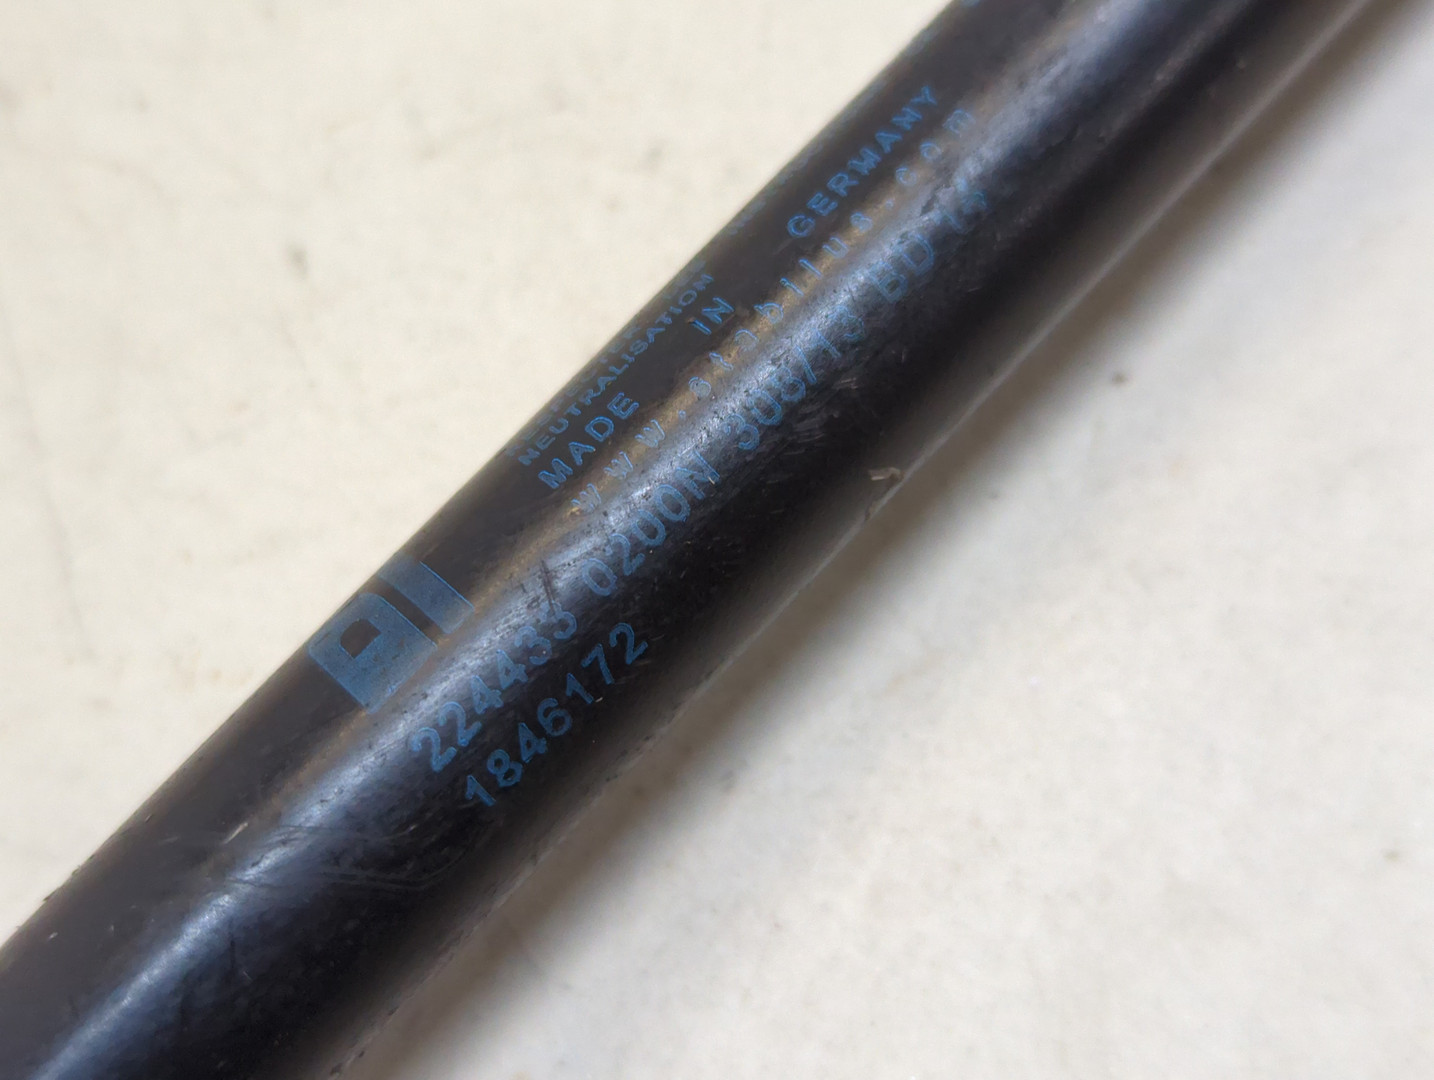 NEUTRALISATION
MADE IN GERMANY
www.stabilus.com
224433 0200N 308/13 BD
1846172